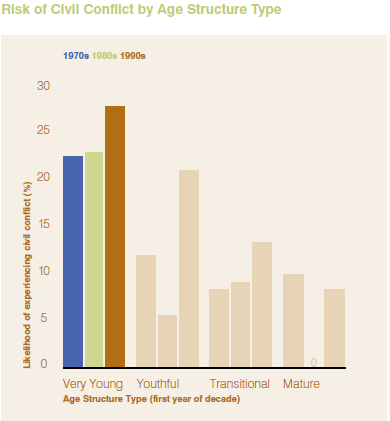 Risk of Civil Conflict by Age Structure Type
1970s 1980s 1990s
30
25
20
15
10
5
0
Likelihood of experiencing civil conflict (%)
0
Very Young Youthful Transitional Mature
Age Structure Type (first year of decade)